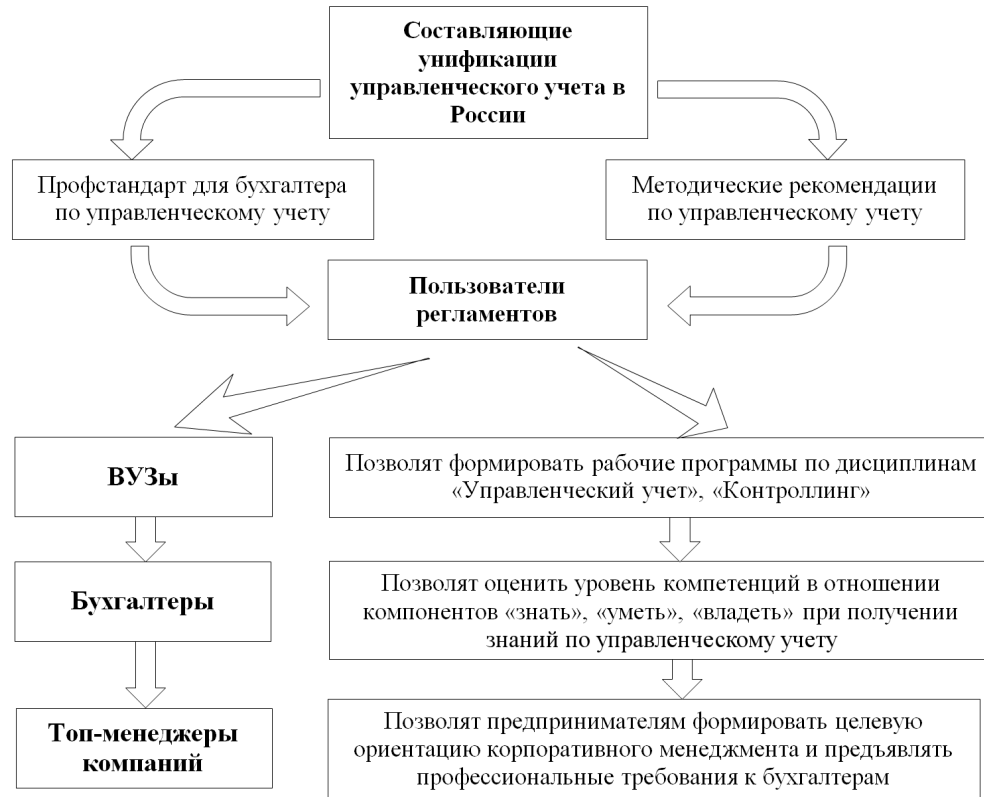 Составляющие
унификации
управленческого учета в
России
Профстандарт для бухгалтера
по управленческому учету
Методические рекомендации
по управленческому учету
Пользователи
регламентов
ВУЗы
Позволят формировать рабочие программы по дисциплинам
«Управленческий учет», «Контроллинг»
Бухгалтеры
Позволят оценить уровень компетенций в отношении
компонентов «знать», «уметь», «владеть» при получении
знаний по управленческому учету
Топ-менеджеры
компаний
Позволят предпринимателям формировать целевую
ориентацию корпоративного менеджмента и предъявлять
профессиональные требования к бухгалтерам